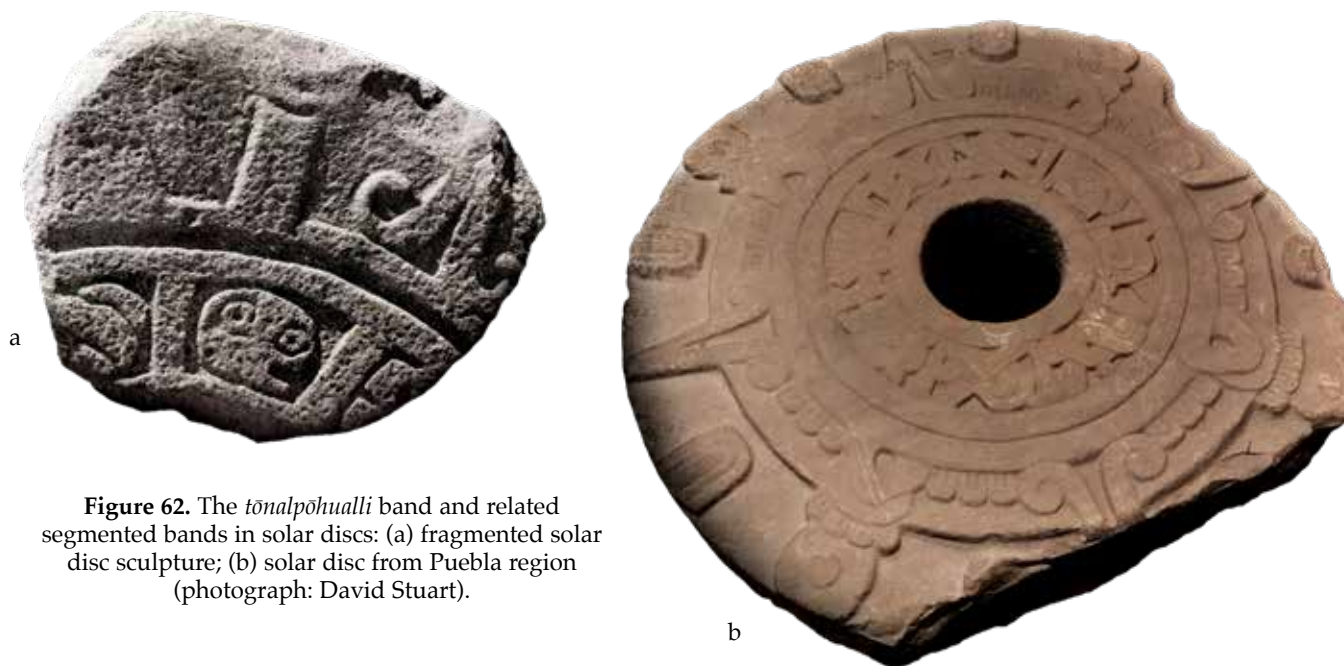 a
Figure 62. The tōnalpōhualli band and related
segmented bands in solar discs: (a) fragmented solar
disc sculpture; (b) solar disc from Puebla region
(photograph: David Stuart).
b